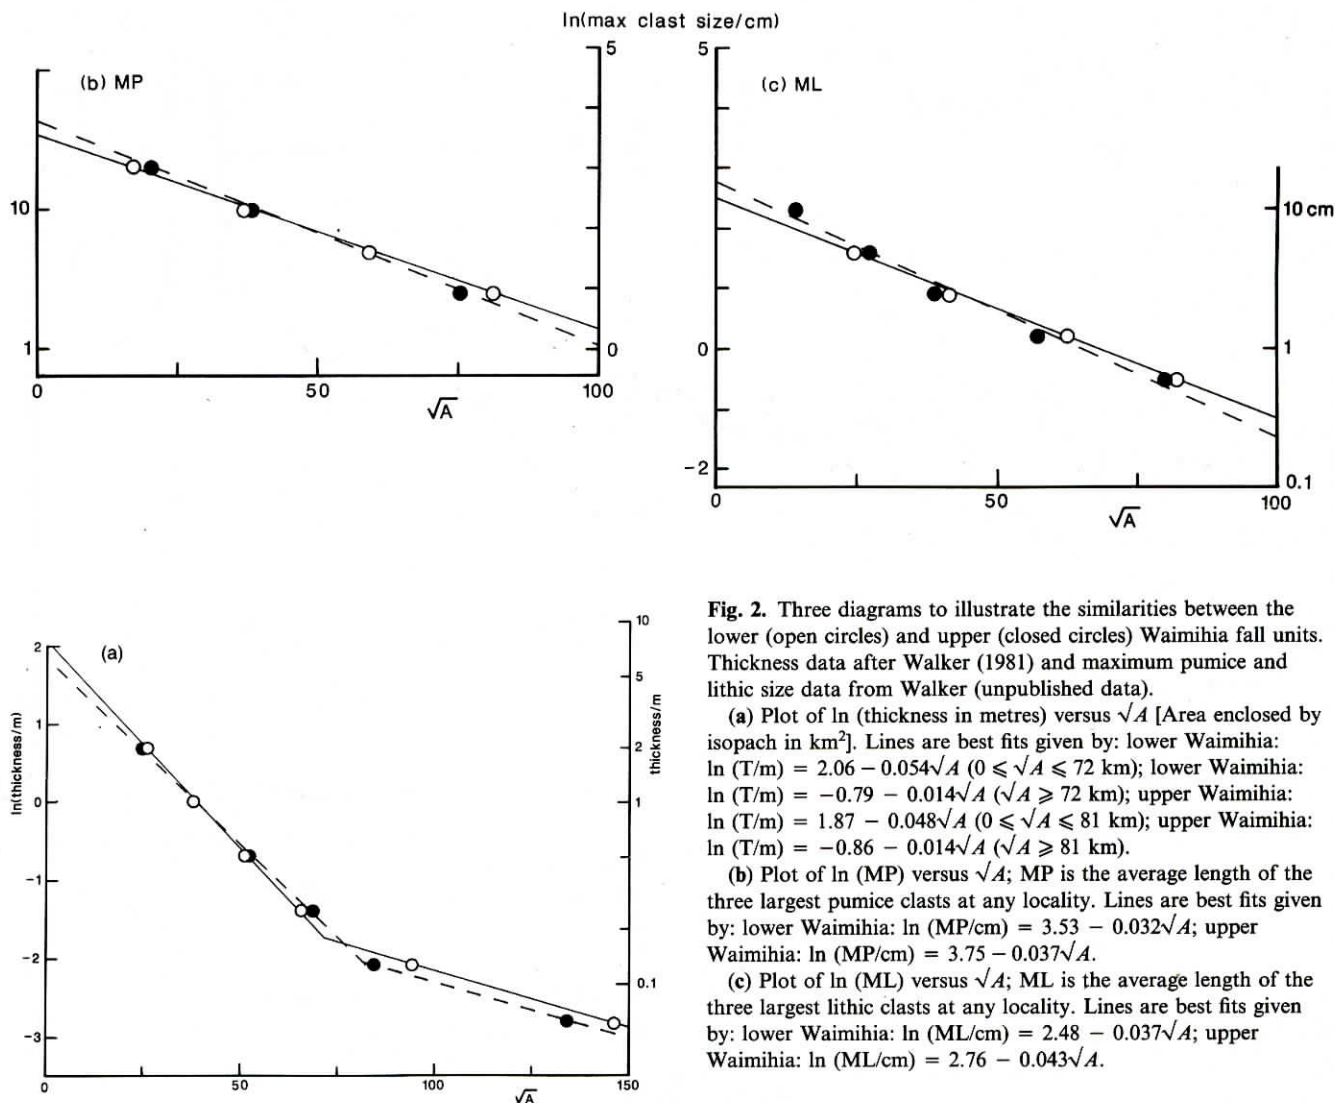 ln(max clast size/cm)
(b) MP
5
0
10
1
0
50
100
√A
(c) ML
5
0
−2
10 cm
1
0.1
0
50
100
√A
(a)
ln(thickness/m)
2
1
0
−1
−2
−3
thickness/m
10
5
2
1
0.1
0
50
100
150
√A
Fig. 2. Three diagrams to illustrate the similarities between the
lower (open circles) and upper (closed circles) Waimihia fall units.
Thickness data after Walker (1981) and maximum pumice and
lithic size data from Walker (unpublished data).
(a) Plot of ln (thickness in metres) versus √A [Area enclosed by
isopach in km²]. Lines are best fits given by: lower Waimihia:
ln (T/m) = 2.06 − 0.054√A (0 ⩽ √A ⩽ 72 km); lower Waimihia:
ln (T/m) = −0.79 − 0.014√A (√A ⩾ 72 km); upper Waimihia:
ln (T/m) = 1.87 − 0.048√A (0 ⩽ √A ⩽ 81 km); upper Waimihia:
ln (T/m) = −0.86 − 0.014√A (√A ⩾ 81 km).
(b) Plot of ln (MP) versus √A; MP is the average length of the
three largest pumice clasts at any locality. Lines are best fits given
by: lower Waimihia: ln (MP/cm) = 3.53 − 0.032√A; upper
Waimihia: ln (MP/cm) = 3.75 − 0.037√A.
(c) Plot of ln (ML) versus √A; ML is the average length of the
three largest lithic clasts at any locality. Lines are best fits given
by: lower Waimihia: ln (ML/cm) = 2.48 − 0.037√A; upper
Waimihia: ln (ML/cm) = 2.76 − 0.043√A.